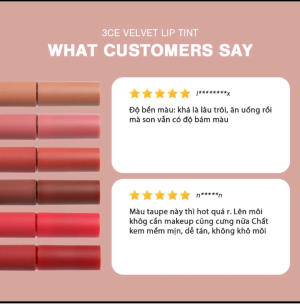 3CE VELVET LIP TINT
WHAT CUSTOMERS SAY
l********x
Độ bền màu: khá là lâu trôi, ăn uống rồi
mà son vẫn có độ bám màu
n*****n
Màu taupe này thì hot quá r. Lên môi
khôg cần makeup cũng cưng nữa Chất
kem mềm mịn, dễ tán, không khô môi